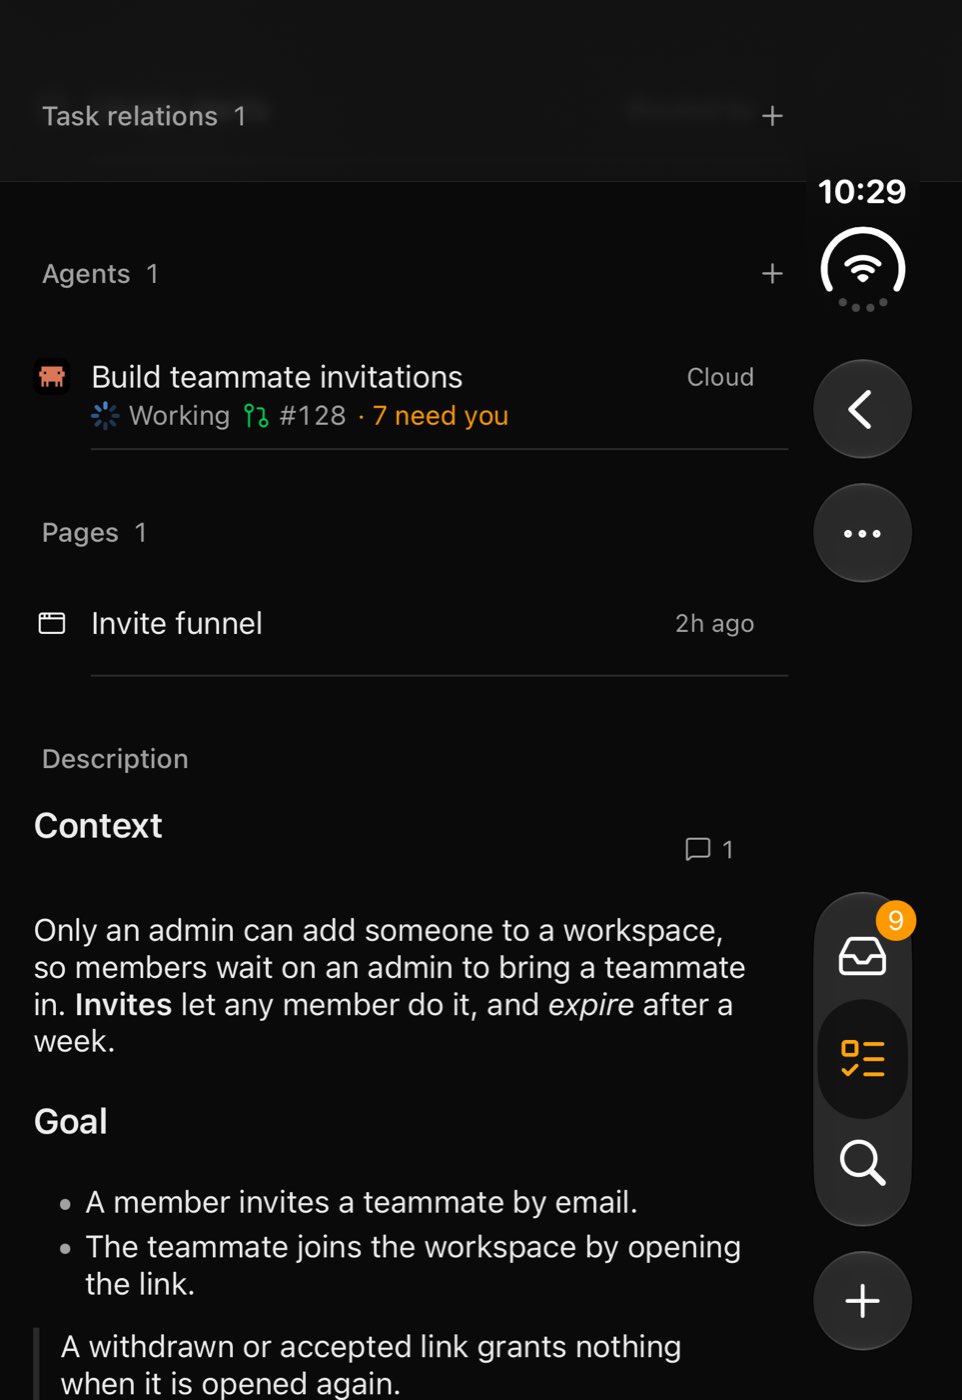 Task relations 1
10:29
Agents 1
Build teammate invitations
Cloud
Working #128 · 7 need you
Pages 1
Invite funnel
2h ago
Description
Context
1
Only an admin can add someone to a workspace,
so members wait on an admin to bring a teammate
in. Invites let any member do it, and expire after a
week.
9
Goal
A member invites a teammate by email.
The teammate joins the workspace by opening
the link.
A withdrawn or accepted link grants nothing
when it is opened again.